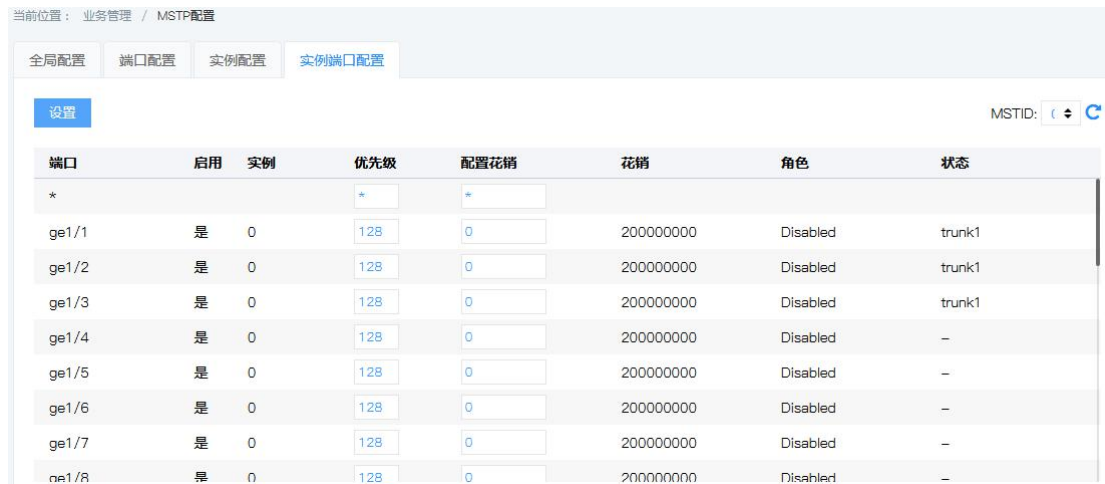 当前位置： 业务管理 / MSTP配置
全局配置 端口配置 实例配置 实例端口配置
设置 MSTID:
端口 启用 实例 优先级 配置花销 花销 角色 状态
* * *
ge1/1 是 0 128 0 200000000 Disabled trunk1
ge1/2 是 0 128 0 200000000 Disabled trunk1
ge1/3 是 0 128 0 200000000 Disabled trunk1
ge1/4 是 0 128 0 200000000 Disabled –
ge1/5 是 0 128 0 200000000 Disabled –
ge1/6 是 0 128 0 200000000 Disabled –
ge1/7 是 0 128 0 200000000 Disabled –
ge1/8 是 0 128 0 200000000 Disabled –